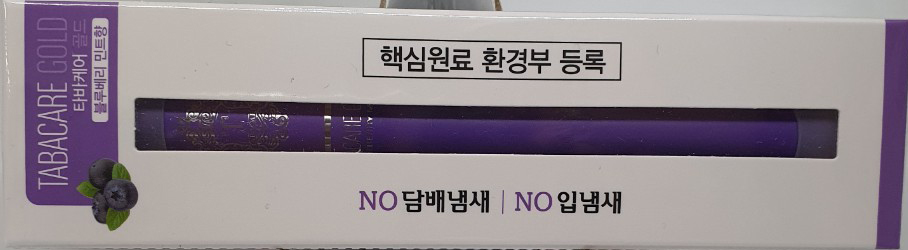 TABACARE GOLD
타바케어 골드
블루베리 민트향
핵심원료 환경부 등록
NO 담배냄새 | NO 입냄새